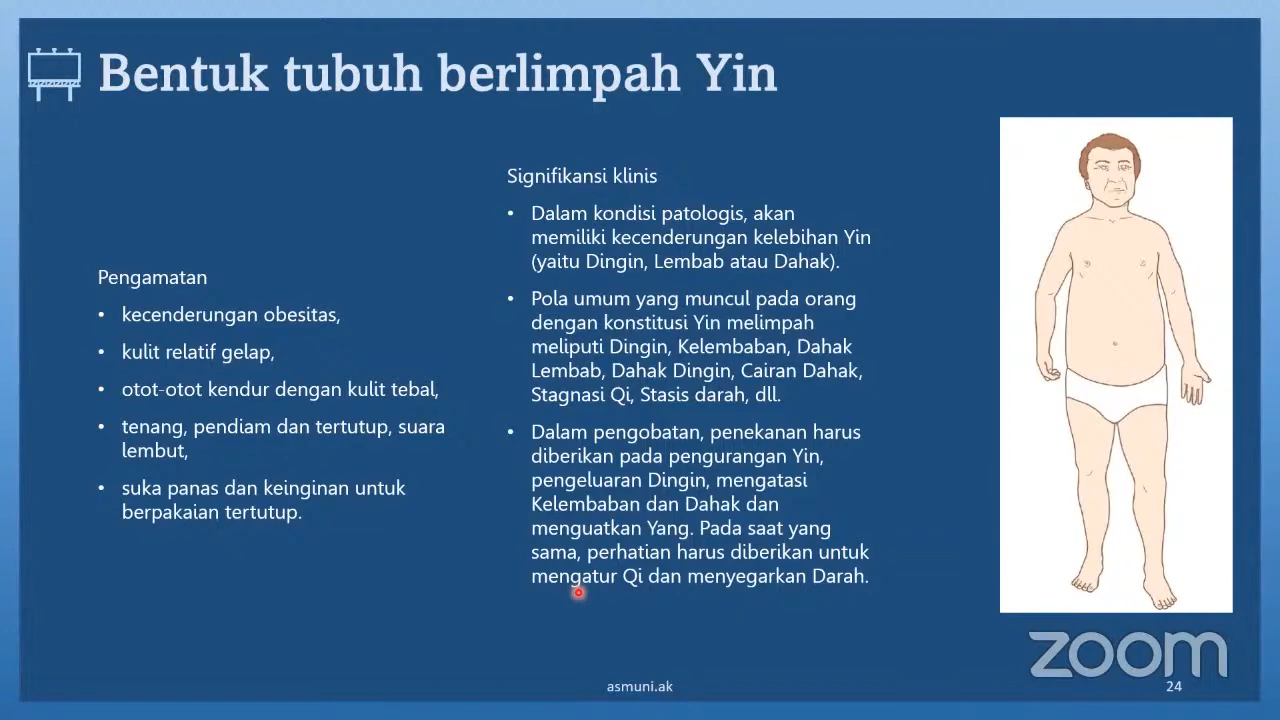 Bentuk tubuh berlimpah Yin
Pengamatan
• kecenderungan obesitas,
• kulit relatif gelap,
• otot-otot kendur dengan kulit tebal,
• tenang, pendiam dan tertutup, suara
lembut,
• suka panas dan keinginan untuk
berpakaian tertutup.
Signifikansi klinis
• Dalam kondisi patologis, akan
memiliki kecenderungan kelebihan Yin
(yaitu Dingin, Lembab atau Dahak).
• Pola umum yang muncul pada orang
dengan konstitusi Yin melimpah
meliputi Dingin, Kelembaban, Dahak
Lembab, Dahak Dingin, Cairan Dahak,
Stagnasi Qi, Stasis darah, dll.
• Dalam pengobatan, penekanan harus
diberikan pada pengurangan Yin,
pengeluaran Dingin, mengatasi
Kelembaban dan Dahak dan
menguatkan Yang. Pada saat yang
sama, perhatian harus diberikan untuk
mengatur Qi dan menyegarkan Darah.
zoom
asmuni.ak
24